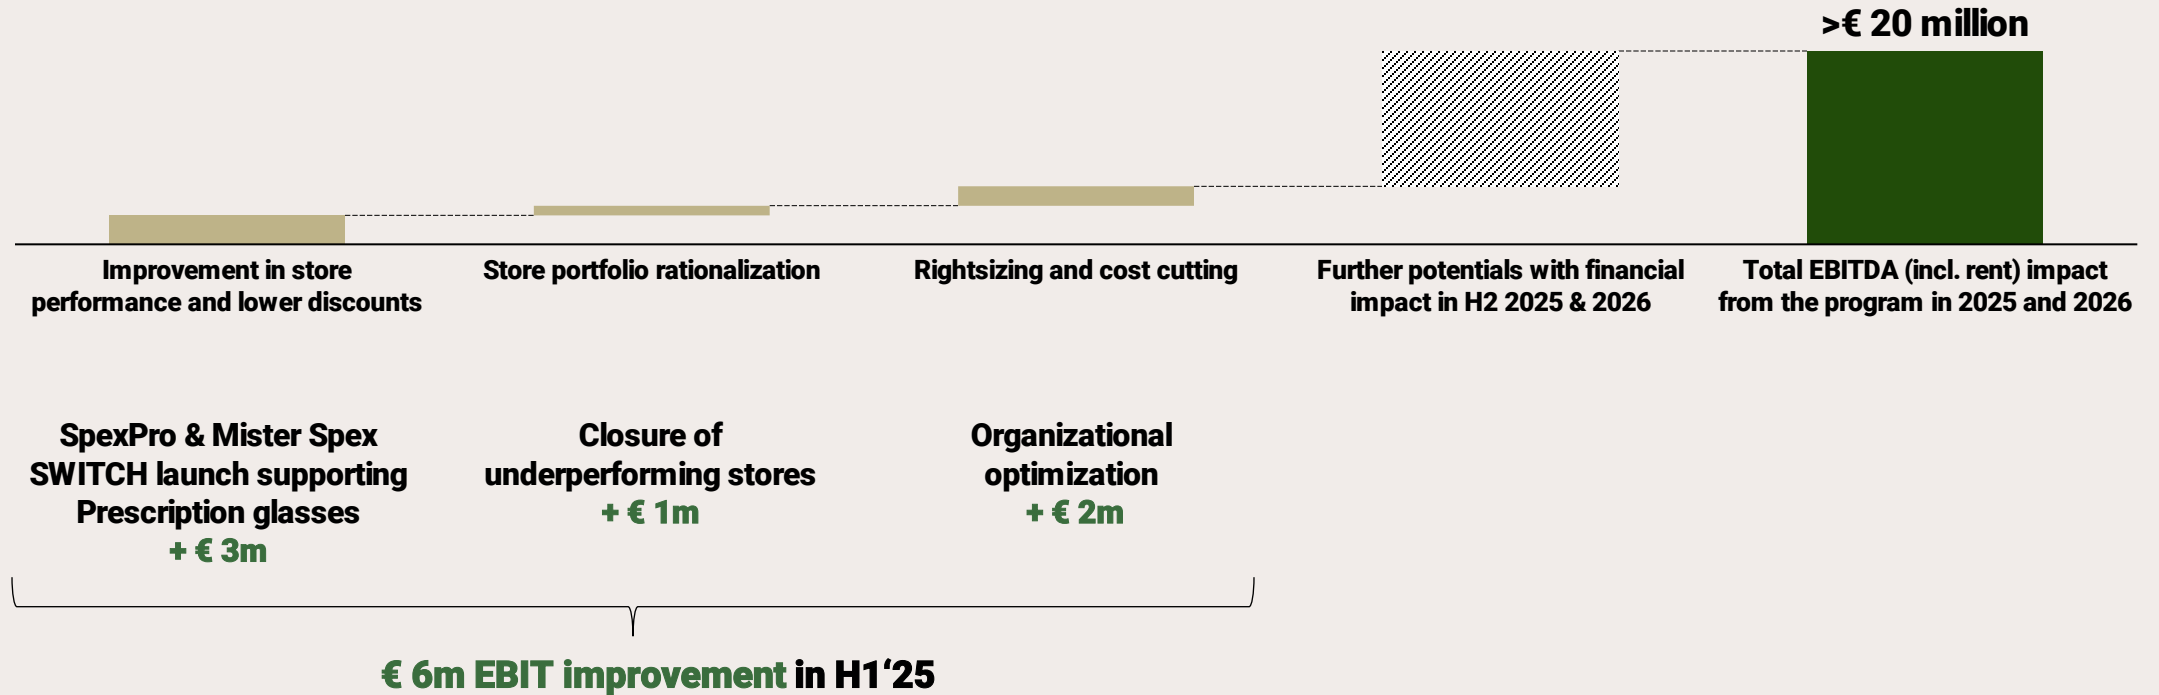 >€ 20 million
Improvement in store
performance and lower discounts
Store portfolio rationalization
Rightsizing and cost cutting
Further potentials with financial
impact in H2 2025 & 2026
Total EBITDA (incl. rent) impact
from the program in 2025 and 2026
SpexPro & Mister Spex
SWITCH launch supporting
Prescription glasses
+ € 3m
Closure of
underperforming stores
+ € 1m
Organizational
optimization
+ € 2m
€ 6m EBIT improvement in H1‘25